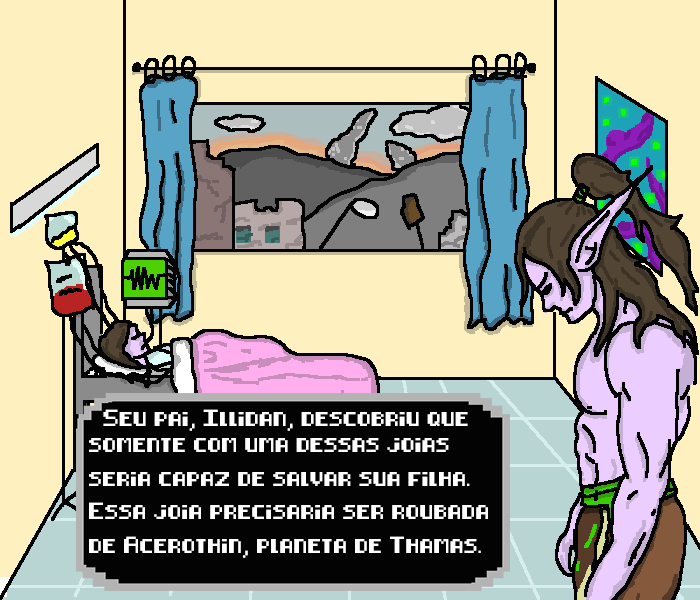 Seu pai, Illidan, descobriu que
somente com uma dessas joias
seria capaz de salvar sua filha.
Essa joia precisaria ser roubada
de Acerothin, planeta de Thamas.